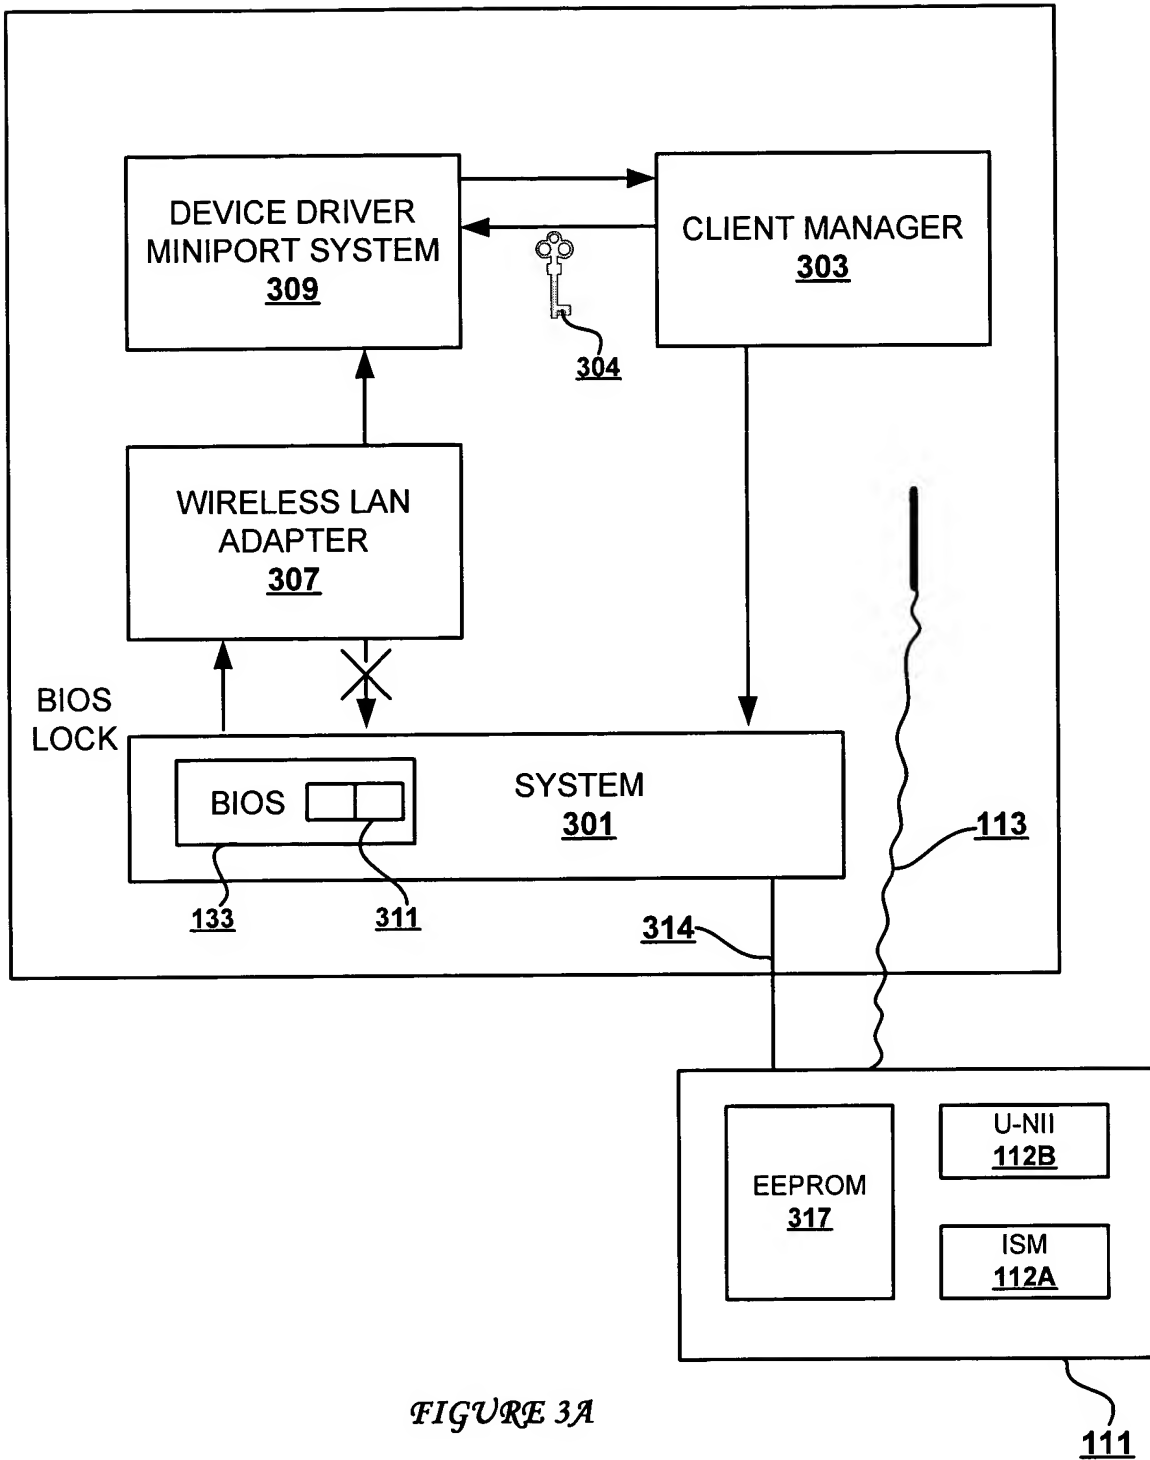 DEVICE DRIVER
MINIPORT SYSTEM
309
CLIENT MANAGER
303
304
WIRELESS LAN
ADAPTER
307
BIOS
LOCK
BIOS
SYSTEM
301
133
311
113
314
EEPROM
317
U-NII
112B
ISM
112A
FIGURE 3A
111